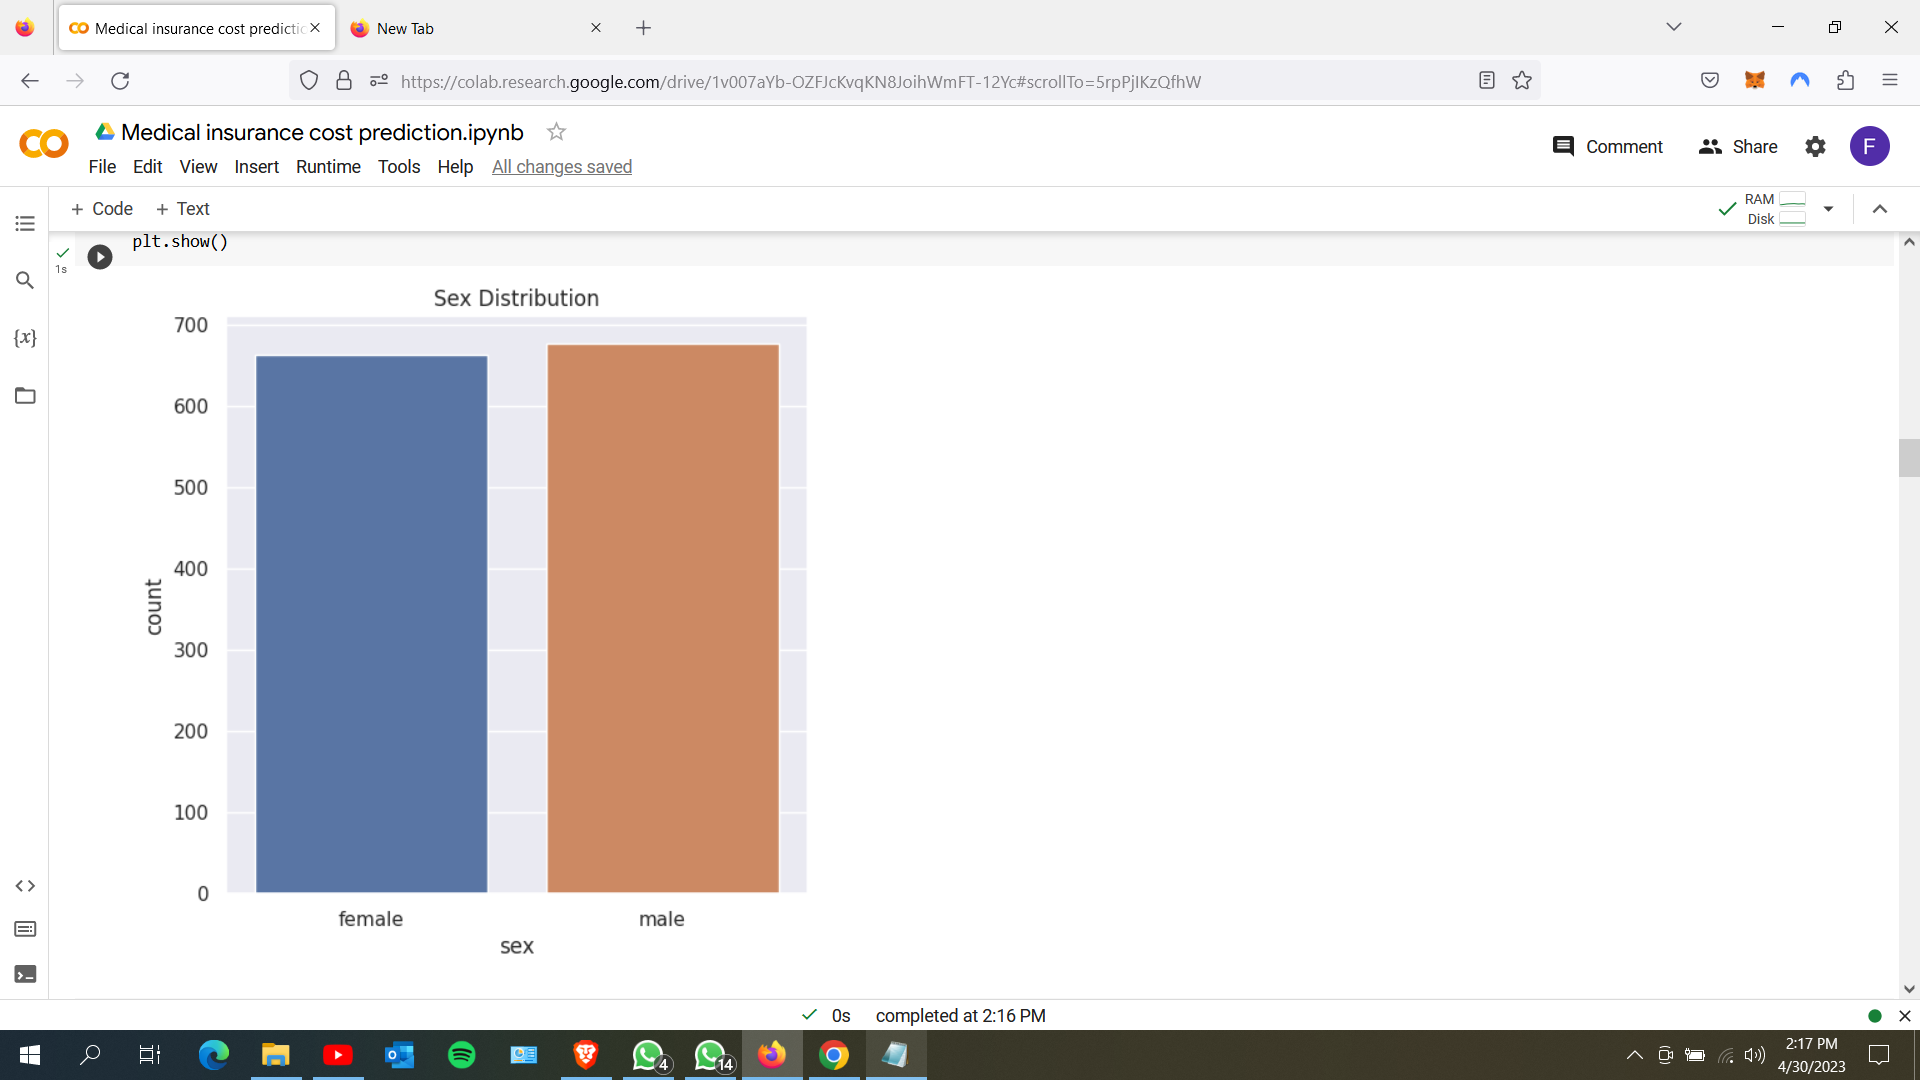 Medical insurance cost predictic
New Tab
https://colab.research.google.com/drive/1v007aYb-OZFJcKvqKN8JoihWmFT-12Yc#scrollTo=5rpPjIKzQfhW
Medical insurance cost prediction.ipynb
File Edit View Insert Runtime Tools Help All changes saved
Comment
Share
F
+ Code + Text
RAM
Disk
plt.show()
1s
{x}
Sex Distribution
700
600
500
400
300
200
100
0
count
female male
sex
0s completed at 2:16 PM
4
14
2:17 PM
4/30/2023